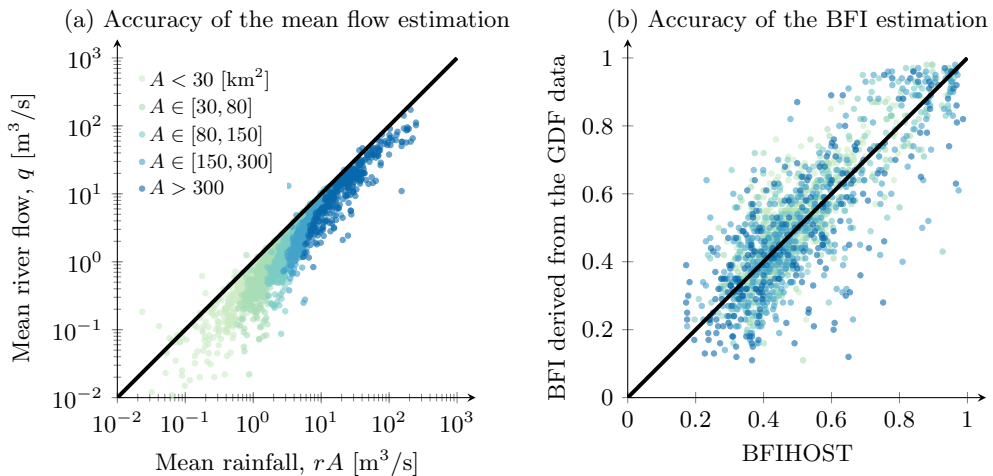 (a) Accuracy of the mean flow estimation
10³
10²
10¹
10⁰
10⁻¹
10⁻²
Mean river flow, q [m³/s]
A < 30 [km²]
A ∈ [30, 80]
A ∈ [80, 150]
A ∈ [150, 300]
A > 300
10⁻² 10⁻¹ 10⁰ 10¹ 10² 10³
Mean rainfall, rA [m³/s]
(b) Accuracy of the BFI estimation
1
0.8
0.6
0.4
0.2
0
BFI derived from the GDF data
0 0.2 0.4 0.6 0.8 1
BFIHOST